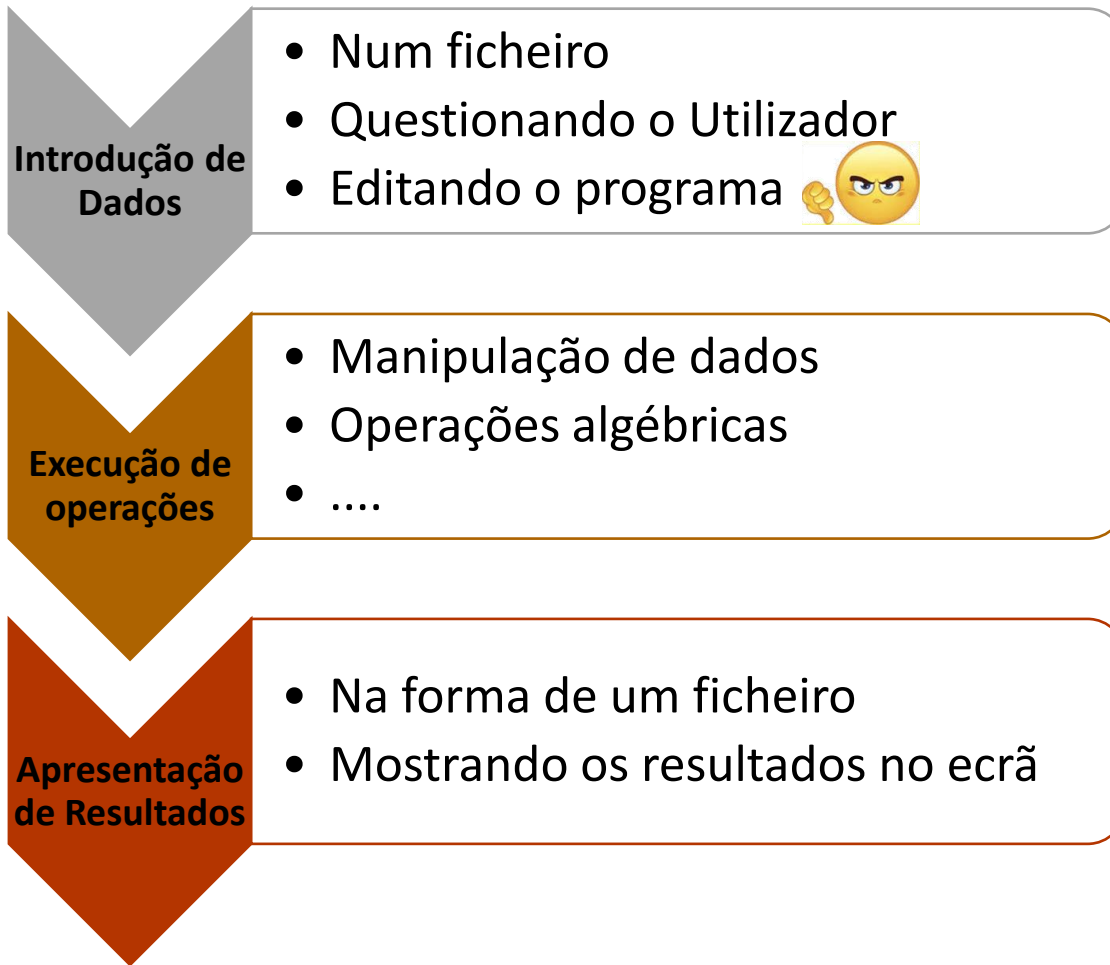 Introdução de
Dados
• Num ficheiro
• Questionando o Utilizador
• Editando o programa
Execução de
operações
• Manipulação de dados
• Operações algébricas
• ....
Apresentação
de Resultados
• Na forma de um ficheiro
• Mostrando os resultados no ecrã